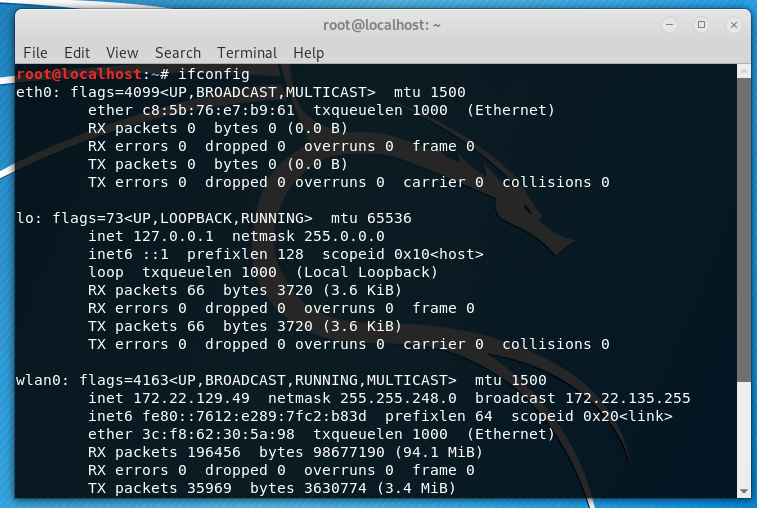 root@localhost: ~
File Edit View Search Terminal Help
root@localhost:~# ifconfig
eth0: flags=4099<UP,BROADCAST,MULTICAST>  mtu 1500
        ether c8:5b:76:e7:b9:61  txqueuelen 1000  (Ethernet)
        RX packets 0  bytes 0 (0.0 B)
        RX errors 0  dropped 0  overruns 0  frame 0
        TX packets 0  bytes 0 (0.0 B)
        TX errors 0  dropped 0 overruns 0  carrier 0  collisions 0

lo: flags=73<UP,LOOPBACK,RUNNING>  mtu 65536
        inet 127.0.0.1  netmask 255.0.0.0
        inet6 ::1  prefixlen 128  scopeid 0x10<host>
        loop  txqueuelen 1000  (Local Loopback)
        RX packets 66  bytes 3720 (3.6 KiB)
        RX errors 0  dropped 0  overruns 0  frame 0
        TX packets 66  bytes 3720 (3.6 KiB)
        TX errors 0  dropped 0 overruns 0  carrier 0  collisions 0

wlan0: flags=4163<UP,BROADCAST,RUNNING,MULTICAST>  mtu 1500
        inet 172.22.129.49  netmask 255.255.248.0  broadcast 172.22.135.255
        inet6 fe80::7612:e289:7fc2:b83d  prefixlen 64  scopeid 0x20<link>
        ether 3c:f8:62:30:5a:98  txqueuelen 1000  (Ethernet)
        RX packets 196456  bytes 98677190 (94.1 MiB)
        RX errors 0  dropped 0  overruns 0  frame 0
        TX packets 35969  bytes 3630774 (3.4 MiB)